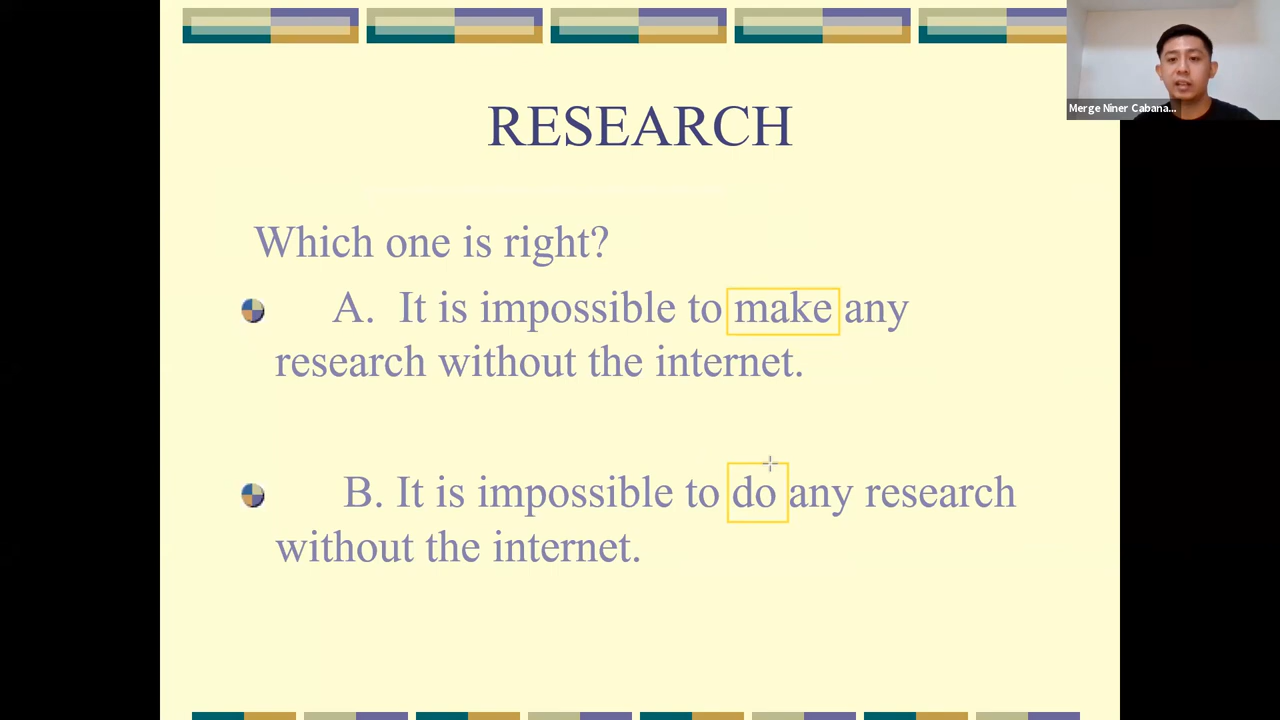 Merge Niner Cabana...
RESEARCH
Which one is right?
A. It is impossible to make any
research without the internet.
B. It is impossible to do any research
without the internet.